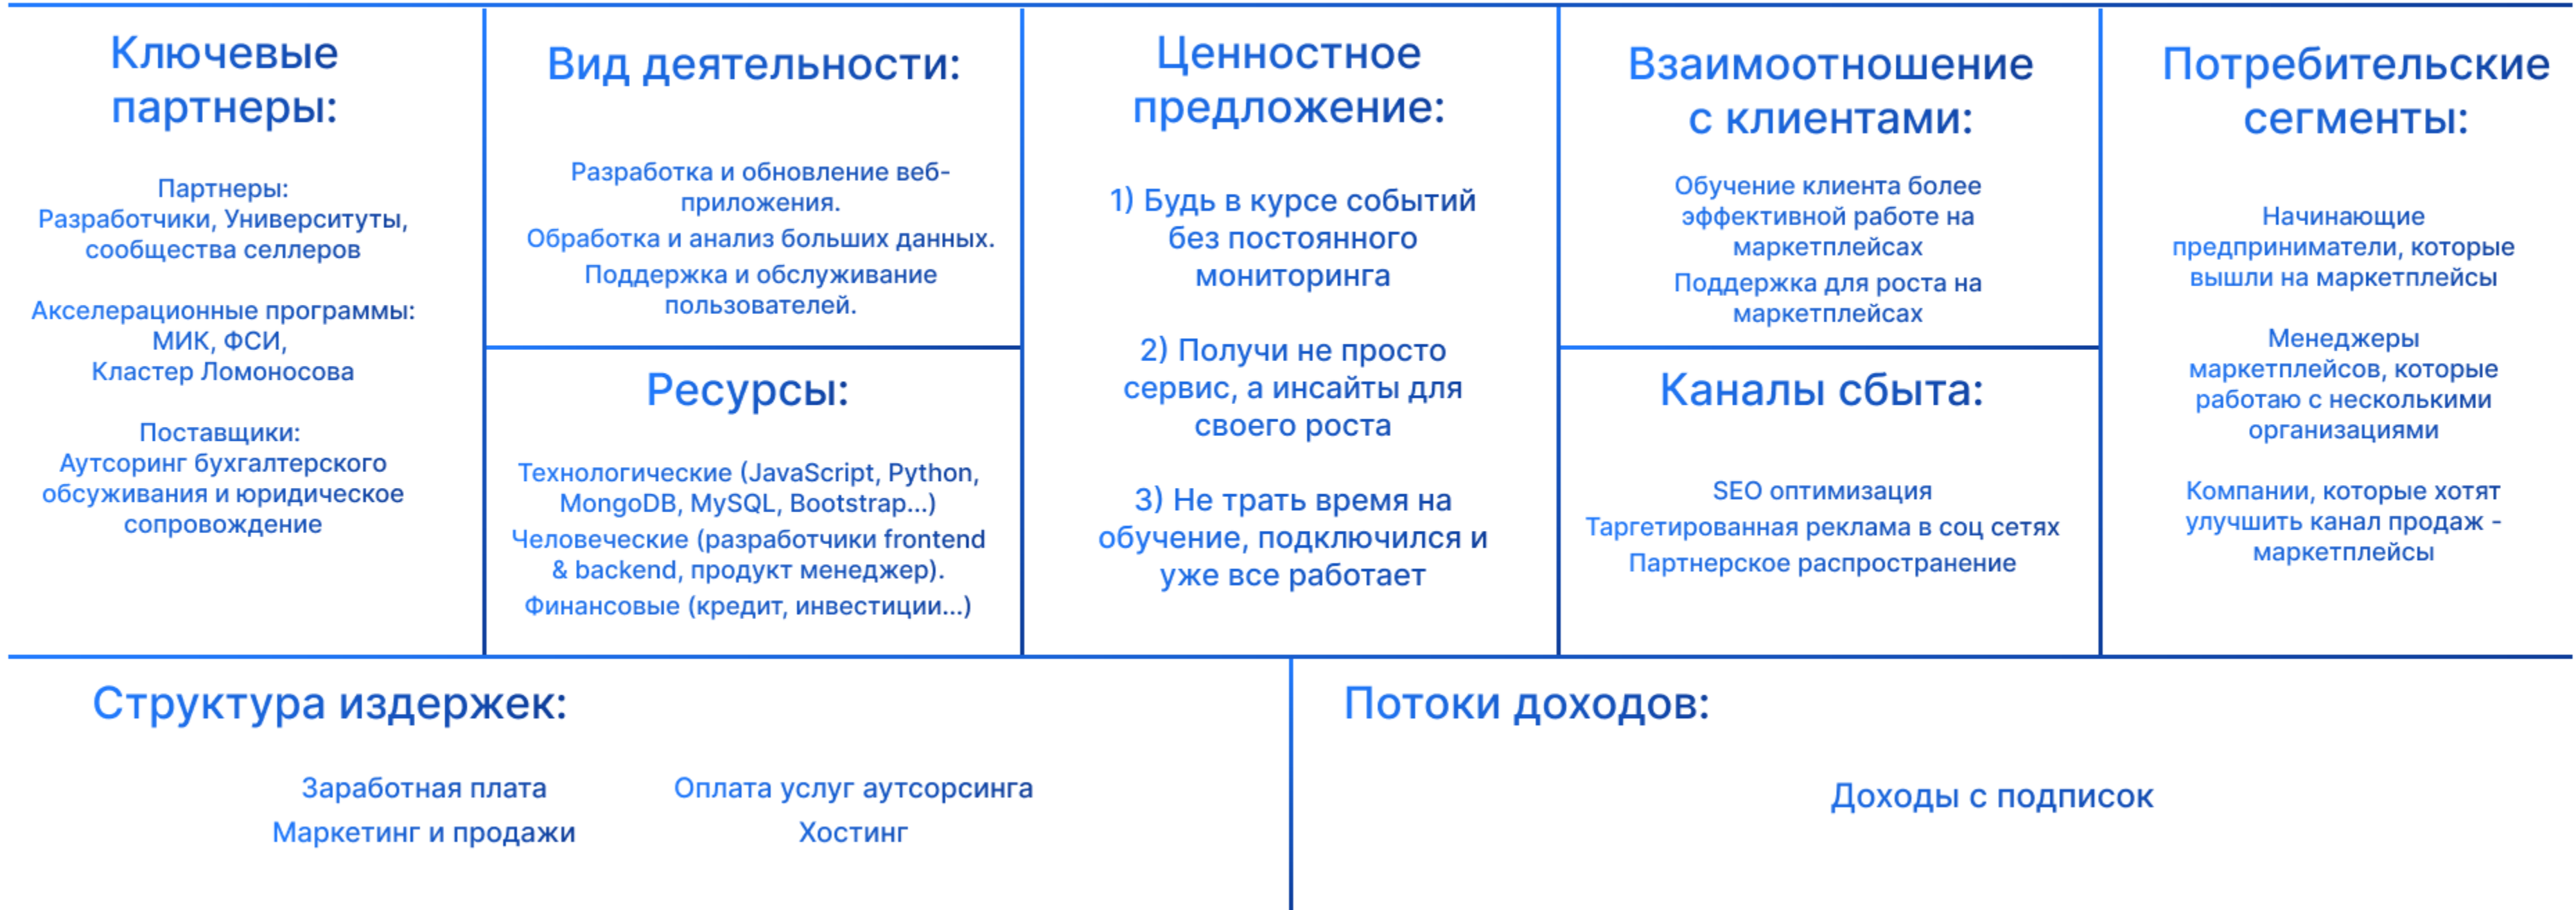 Ключевые
партнеры:
Партнеры:
Разработчики, Университуты,
сообщества селлеров
Акселерационные программы:
МИК, ФСИ,
Кластер Ломоносова
Поставщики:
Аутсоринг бухгалтерского
обсуживания и юридическое
сопровождение
Вид деятельности:
Разработка и обновление веб-
приложения.
Обработка и анализ больших данных.
Поддержка и обслуживание
пользователей.
Ресурсы:
Технологические (JavaScript, Python,
MongoDB, MySQL, Bootstrap...)
Человеческие (разработчики frontend
& backend, продукт менеджер).
Финансовые (кредит, инвестиции...)
Ценностное
предложение:
1) Будь в курсе событий
без постоянного
мониторинга
2) Получи не просто
сервис, а инсайты для
своего роста
3) Не трать время на
обучение, подключился и
уже все работает
Взаимоотношение
с клиентами:
Обучение клиента более
эффективной работе на
маркетплейсах
Поддержка для роста на
маркетплейсах
Каналы сбыта:
SEO оптимизация
Таргетированная реклама в соц сетях
Партнерское распространение
Потребительские
сегменты:
Начинающие
предприниматели, которые
вышли на маркетплейсы
Менеджеры
маркетплейсов, которые
работаю с несколькими
организациями
Компании, которые хотят
улучшить канал продаж -
маркетплейсы
Структура издержек:
Заработная плата
Маркетинг и продажи
Оплата услуг аутсорсинга
Хостинг
Потоки доходов:
Доходы с подписок